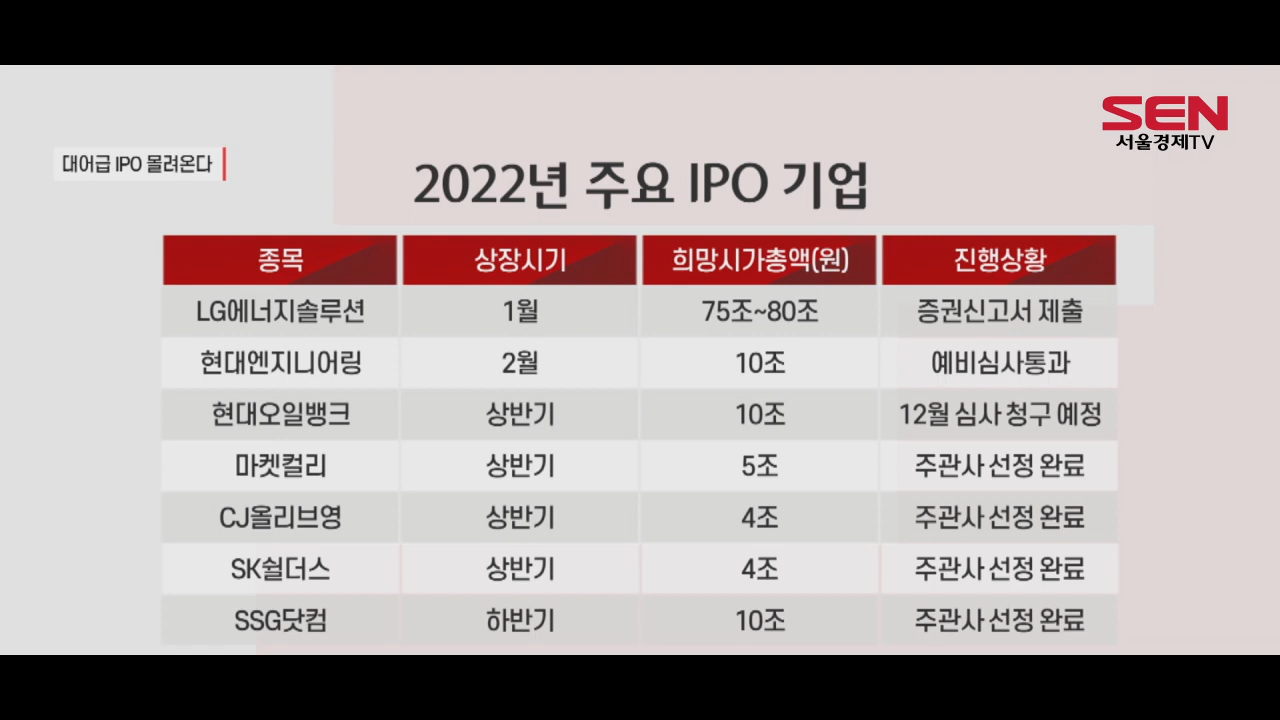 SEN
서울경제TV
대어급 IPO 몰려온다
2022년 주요 IPO 기업
종목 상장시기 희망시가총액(원) 진행상황
LG에너지솔루션 1월 75조~80조 증권신고서 제출
현대엔지니어링 2월 10조 예비심사통과
현대오일뱅크 상반기 10조 12월 심사 청구 예정
마켓컬리 상반기 5조 주관사 선정 완료
CJ올리브영 상반기 4조 주관사 선정 완료
SK쉴더스 상반기 4조 주관사 선정 완료
SSG닷컴 하반기 10조 주관사 선정 완료